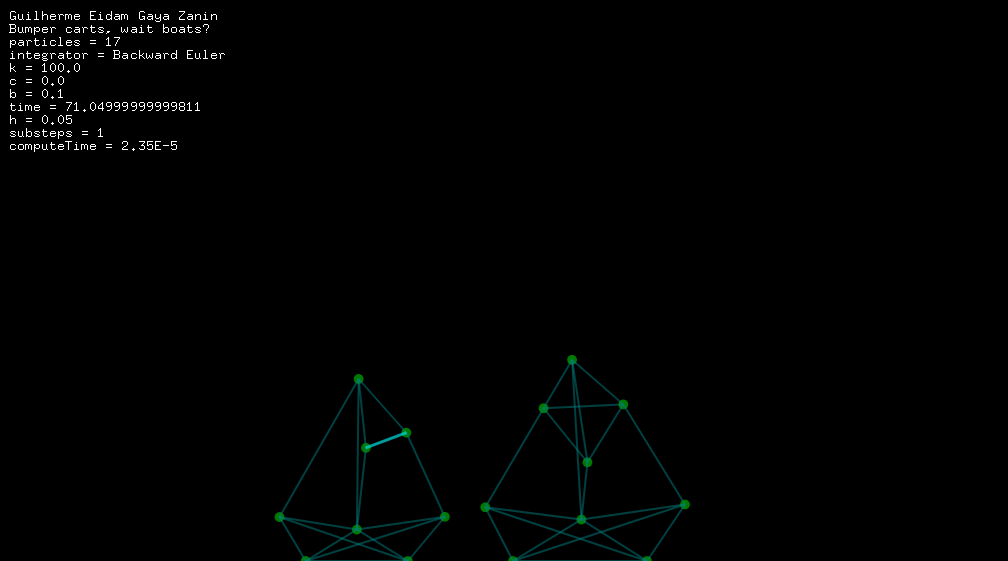 Guilherme Eidam Gaya Zanin
Bumper carts, wait boats?
particles = 17
integrator = Backward Euler
k = 100.0
c = 0.0
b = 0.1
time = 71.04999999999811
h = 0.05
substeps = 1
computeTime = 2.35E-5